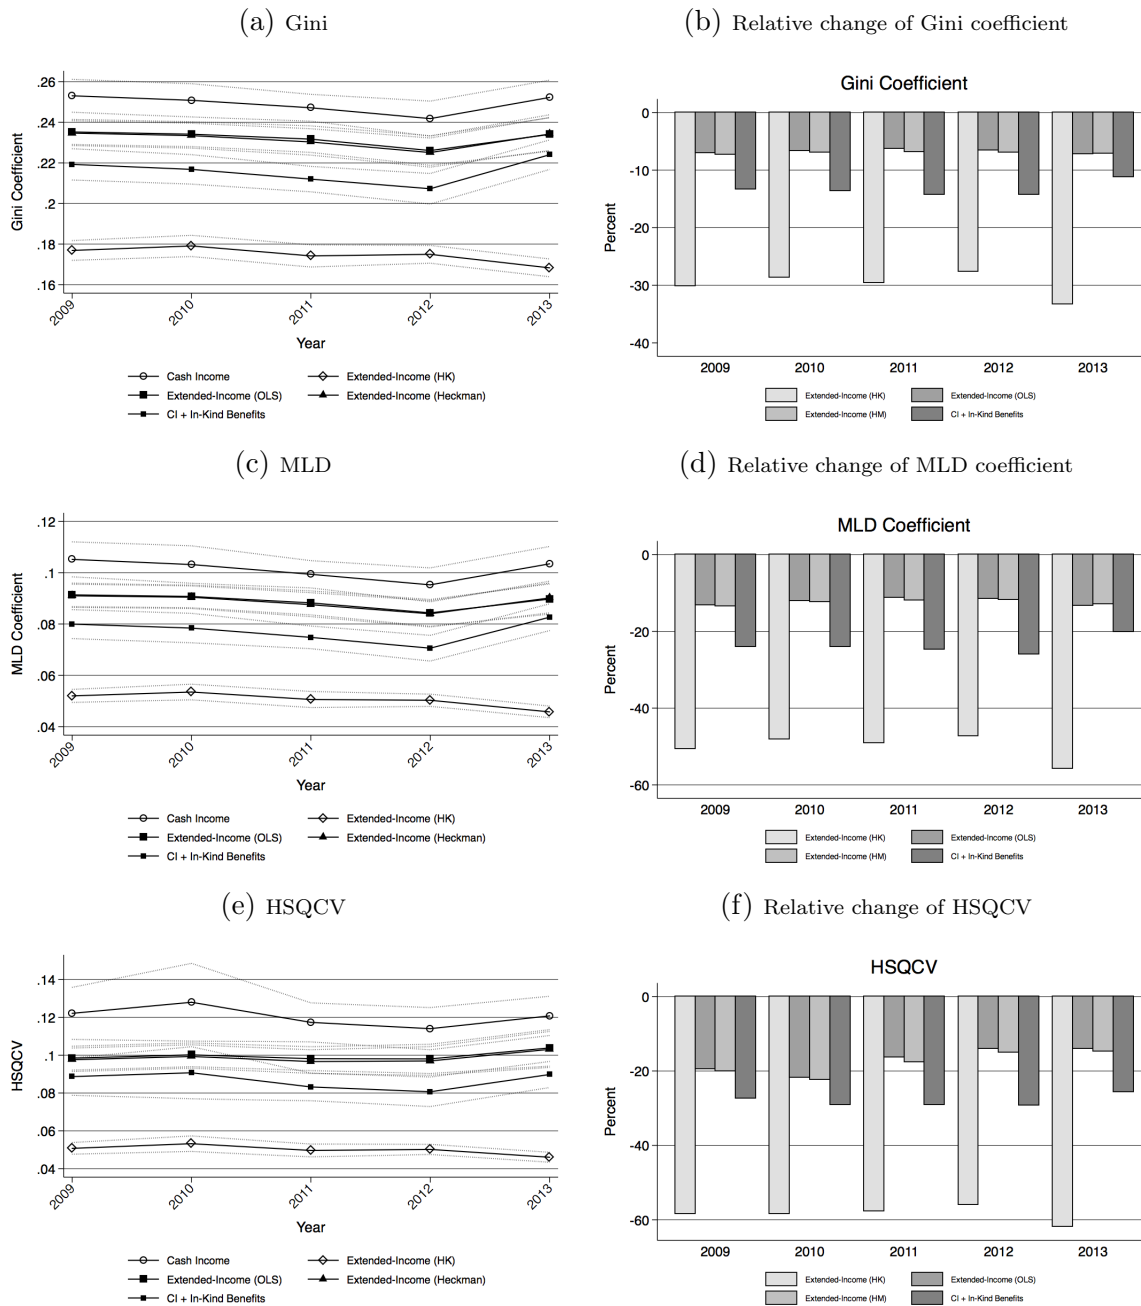 (a) Gini
Gini Coefficient
.26
.24
.22
.2
.18
.16
2009
2010
2011
2012
2013
Year
Cash Income
Extended-Income (HK)
Extended-Income (OLS)
Extended-Income (Heckman)
CI + In-Kind Benefits
(b) Relative change of Gini coefficient
Gini Coefficient
Percent
0
-10
-20
-30
-40
2009
2010
2011
2012
2013
Extended-Income (HK)
Extended-Income (OLS)
Extended-Income (HM)
CI + In-Kind Benefits
(c) MLD
MLD Coefficient
.12
.1
.08
.06
.04
2009
2010
2011
2012
2013
Year
Cash Income
Extended-Income (HK)
Extended-Income (OLS)
Extended-Income (Heckman)
CI + In-Kind Benefits
(d) Relative change of MLD coefficient
MLD Coefficient
Percent
0
-20
-40
-60
2009
2010
2011
2012
2013
Extended-Income (HK)
Extended-Income (OLS)
Extended-Income (HM)
CI + In-Kind Benefits
(e) HSQCV
HSQCV
.14
.12
.1
.08
.06
.04
2009
2010
2011
2012
2013
Year
Cash Income
Extended-Income (HK)
Extended-Income (OLS)
Extended-Income (Heckman)
CI + In-Kind Benefits
(f) Relative change of HSQCV
HSQCV
Percent
0
-20
-40
-60
2009
2010
2011
2012
2013
Extended-Income (HK)
Extended-Income (OLS)
Extended-Income (HM)
CI + In-Kind Benefits